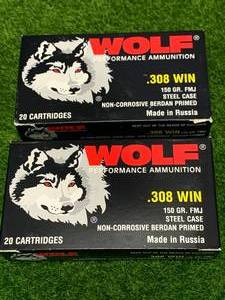 WOLF
PERFORMANCE AMMUNITION
.308 WIN
150 GR. FMJ
STEEL CASE
NON-CORROSIVE BERDAN PRIMED
20 CARTRIDGES
Made in Russia
WOLF
PERFORMANCE AMMUNITION
.308 WIN
150 GR. FMJ
STEEL CASE
NON-CORROSIVE BERDAN PRIMED
20 CARTRIDGES
Made in Russia